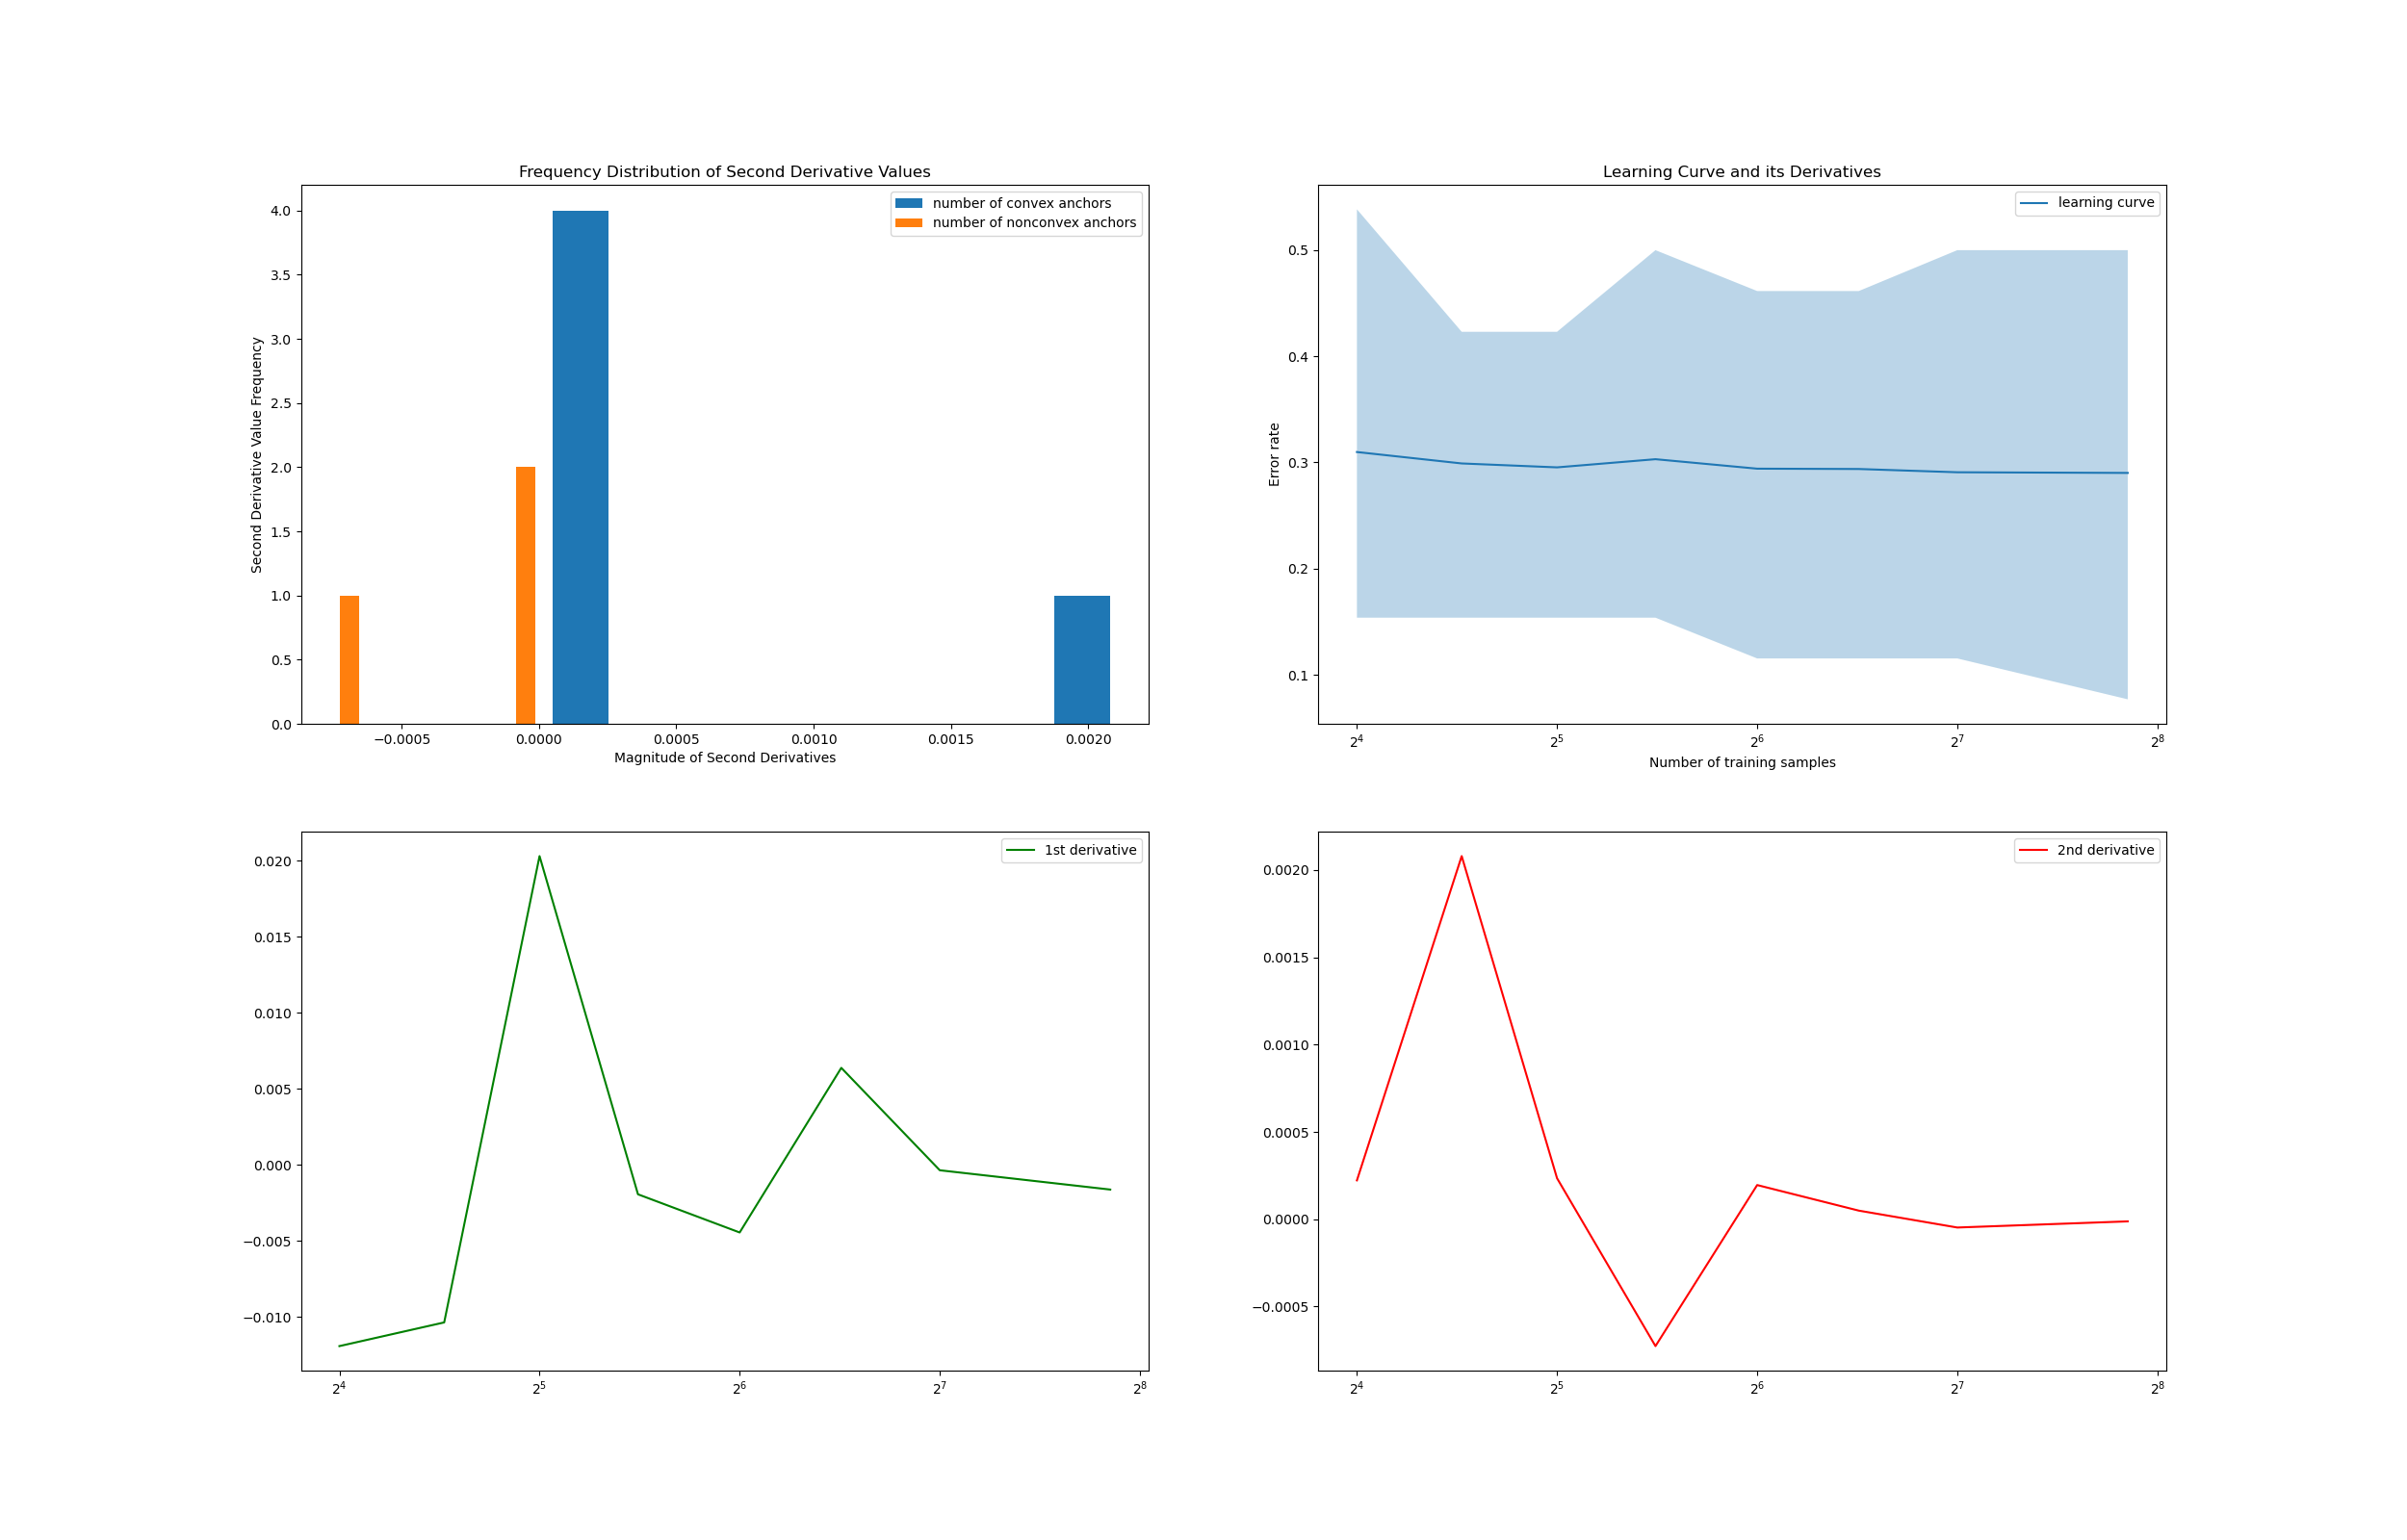 Frequency Distribution of Second Derivative Values
number of convex anchors
number of nonconvex anchors
4.0
3.5
3.0
2.5
2.0
1.5
1.0
0.5
0.0
Second Derivative Value Frequency
−0.0005 0.0000 0.0005 0.0010 0.0015 0.0020
Magnitude of Second Derivatives
Learning Curve and its Derivatives
learning curve
0.5
0.4
0.3
0.2
0.1
Error rate
2⁴ 2⁵ 2⁶ 2⁷ 2⁸
Number of training samples
1st derivative
0.020
0.015
0.010
0.005
0.000
−0.005
−0.010
2⁴ 2⁵ 2⁶ 2⁷ 2⁸
2nd derivative
0.0020
0.0015
0.0010
0.0005
0.0000
−0.0005
2⁴ 2⁵ 2⁶ 2⁷ 2⁸